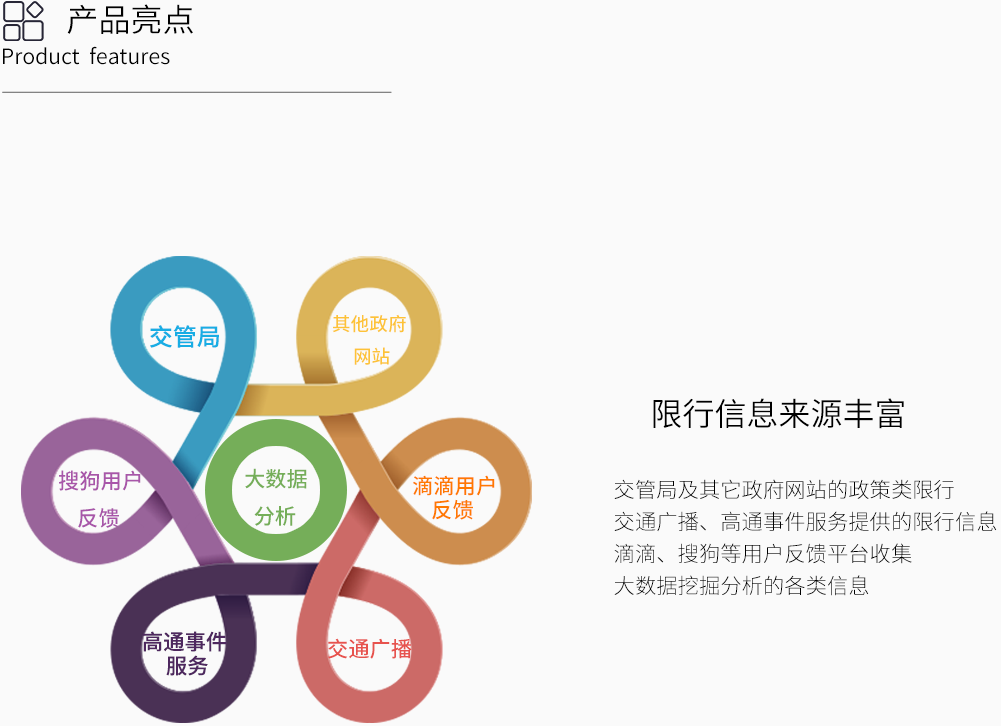 产品亮点
Product features
交管局
其他政府
网站
搜狗用户
反馈
大数据
分析
滴滴用户
反馈
高通事件
服务
交通广播
限行信息来源丰富
交管局及其它政府网站的政策类限行
交通广播、高通事件服务提供的限行信息
滴滴、搜狗等用户反馈平台收集
大数据挖掘分析的各类信息